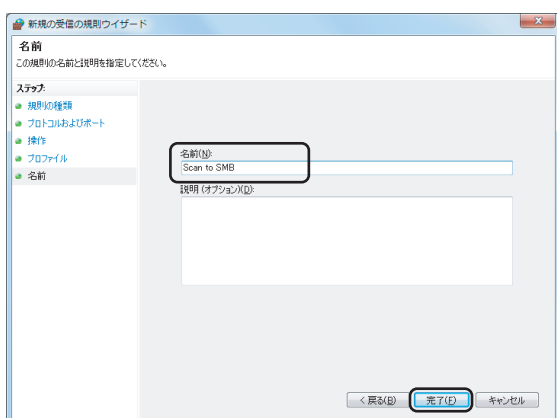 新規の受信の規則ウィザード
名前
この規則の名前と説明を指定してください。
ステップ:
規則の種類
プロトコルおよびポート
操作
プロファイル
名前
名前(N):
Scan to SMB
説明 (オプション)(D):
< 戻る(B)
完了(F)
キャンセル